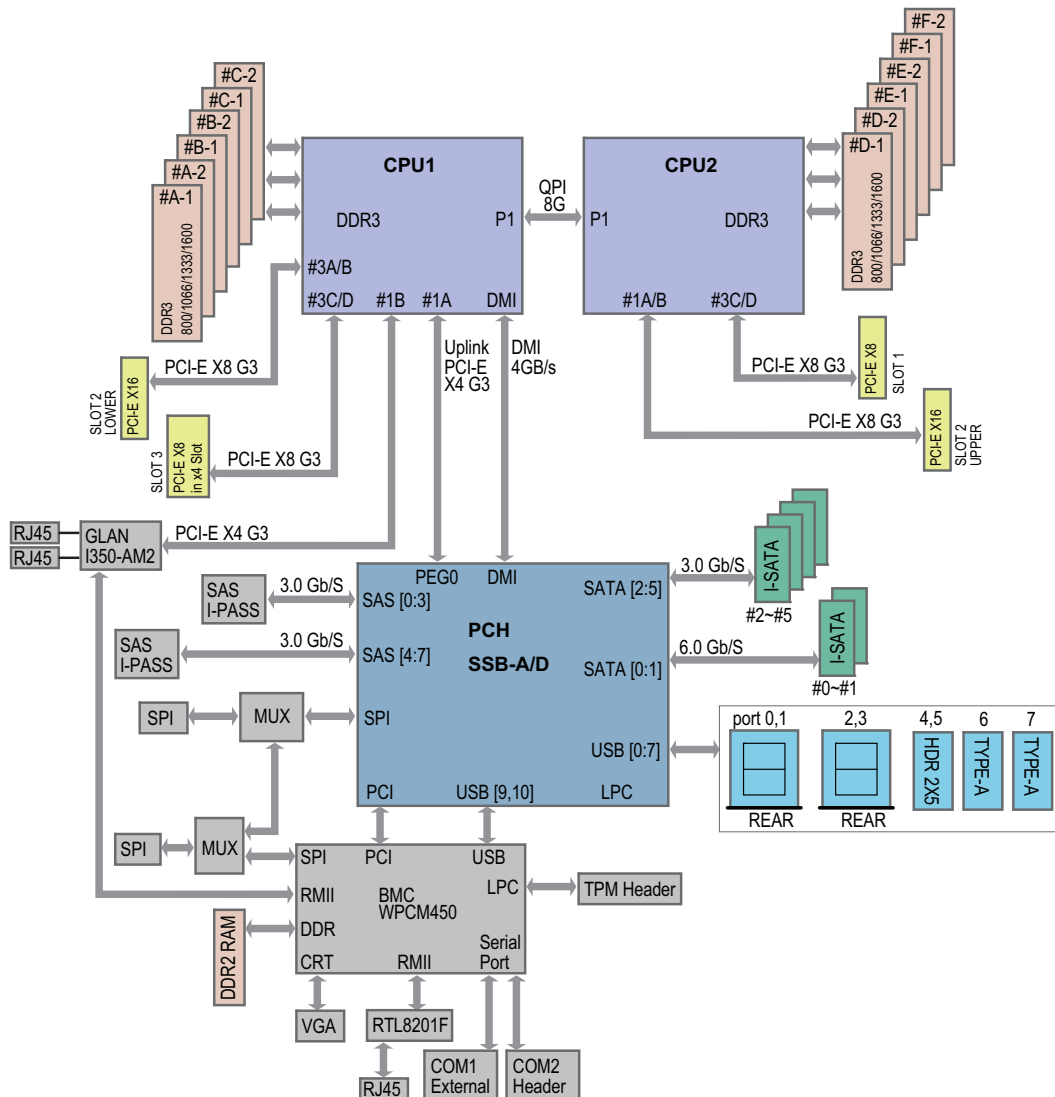 #C-2
#C-1
#B-2
#B-1
#A-2
#A-1
DDR3
800/1066/1333/1600
#F-2
#F-1
#E-2
#E-1
#D-2
#D-1
DDR3
800/1066/1333/1600
CPU1
DDR3
P1
#3A/B
#3C/D
#1B
#1A
DMI
QPI
8G
CPU2
P1
DDR3
#1A/B
#3C/D
PCI-E X8 G3
SLOT 2
LOWER
PCI-E X16
PCI-E X8 G3
SLOT 3
PCI-E X8
in x4 Slot
Uplink
PCI-E
X4 G3
DMI
4GB/s
PCI-E X8 G3
PCI-E X8
SLOT 1
PCI-E X8 G3
PCI-E X16
SLOT 2
UPPER
RJ45
RJ45
GLAN
I350-AM2
PCI-E X4 G3
SAS
I-PASS
3.0 Gb/S
SAS
I-PASS
3.0 Gb/S
PEG0
DMI
SAS [0:3]
SAS [4:7]
PCH
SSB-A/D
SATA [2:5]
SATA [0:1]
SPI
USB [0:7]
PCI
USB [9,10]
LPC
3.0 Gb/S
I-SATA
#2~#5
6.0 Gb/S
I-SATA
#0~#1
SPI
MUX
port 0,1
2,3
4,5
6
7
HDR 2X5
TYPE-A
TYPE-A
REAR
REAR
SPI
MUX
SPI
PCI
USB
RMII
BMC
WPCM450
LPC
TPM Header
DDR
CRT
RMII
Serial
Port
DDR2 RAM
VGA
RTL8201F
RJ45
COM1
External
COM2
Header